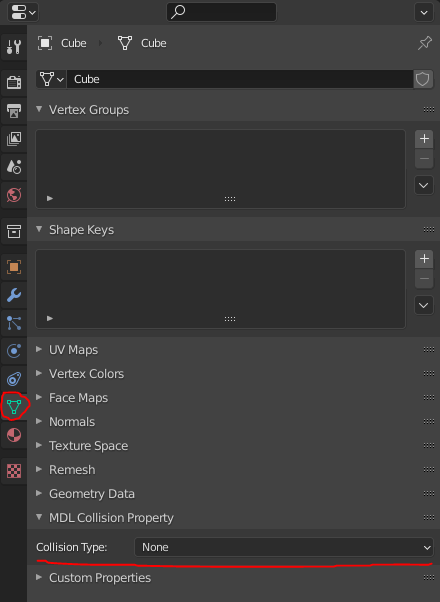 Cube Cube
Cube
Vertex Groups
Shape Keys
UV Maps
Vertex Colors
Face Maps
Normals
Texture Space
Remesh
Geometry Data
MDL Collision Property
Collision Type: None
Custom Properties